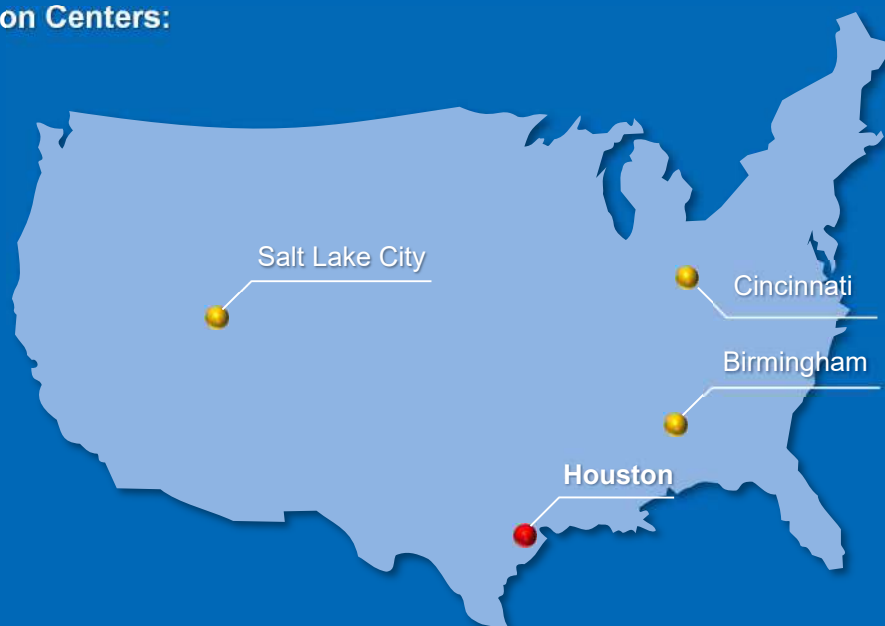 on Centers:
Salt Lake City
Cincinnati
Birmingham
Houston